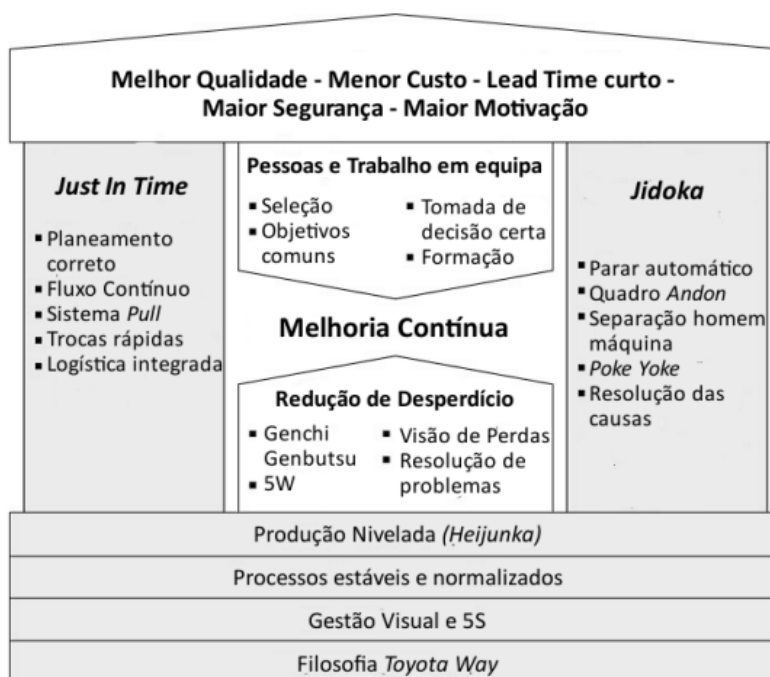 Melhor Qualidade - Menor Custo - Lead Time curto -
Maior Segurança - Maior Motivação
Just In Time
▪ Planeamento
correto
▪ Fluxo Contínuo
▪ Sistema Pull
▪ Trocas rápidas
▪ Logística integrada
Pessoas e Trabalho em equipa
▪ Seleção
▪ Objetivos
comuns
▪ Tomada de
decisão certa
▪ Formação
Melhoria Contínua
Redução de Desperdício
▪ Genchi
Genbutsu
▪ 5W
▪ Visão de Perdas
▪ Resolução de
problemas
Jidoka
▪ Parar automático
▪ Quadro Andon
▪ Separação homem
máquina
▪ Poke Yoke
▪ Resolução das
causas
Produção Nivelada (Heijunka)
Processos estáveis e normalizados
Gestão Visual e 5S
Filosofia Toyota Way